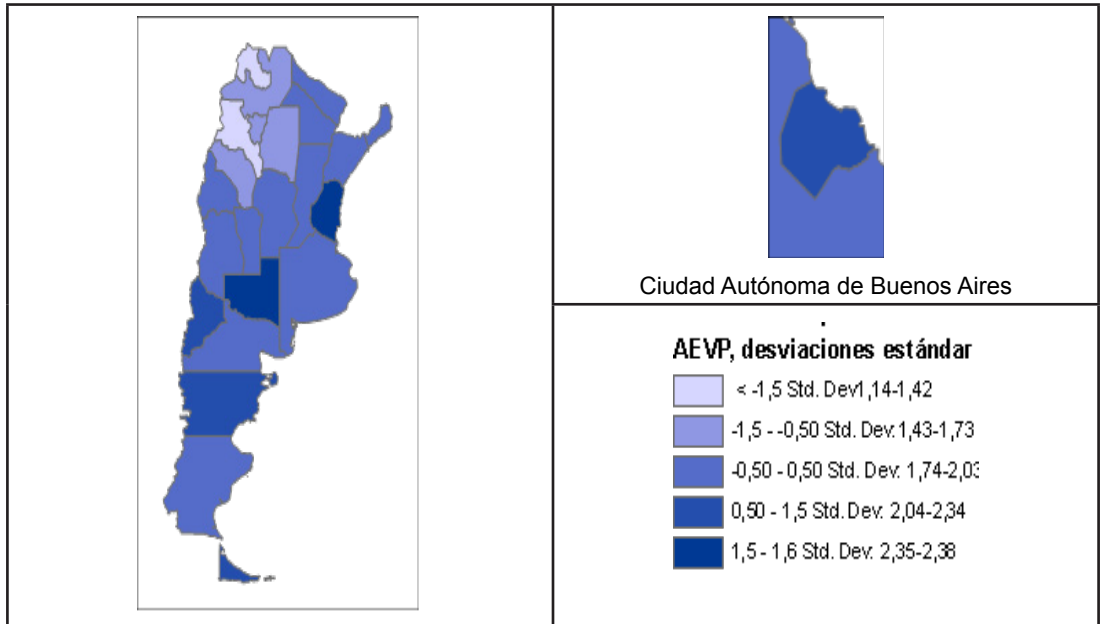 Ciudad Autónoma de Buenos Aires
AEVP, desviaciones estándar
< -1,5 Std. Dev1,14-1,42
-1,5 - -0,50 Std. Dev: 1,43-1,73
-0,50 - 0,50 Std. Dev: 1,74-2,03
0,50 - 1,5 Std. Dev: 2,04-2,34
1,5 - 1,6 Std. Dev: 2,35-2,38